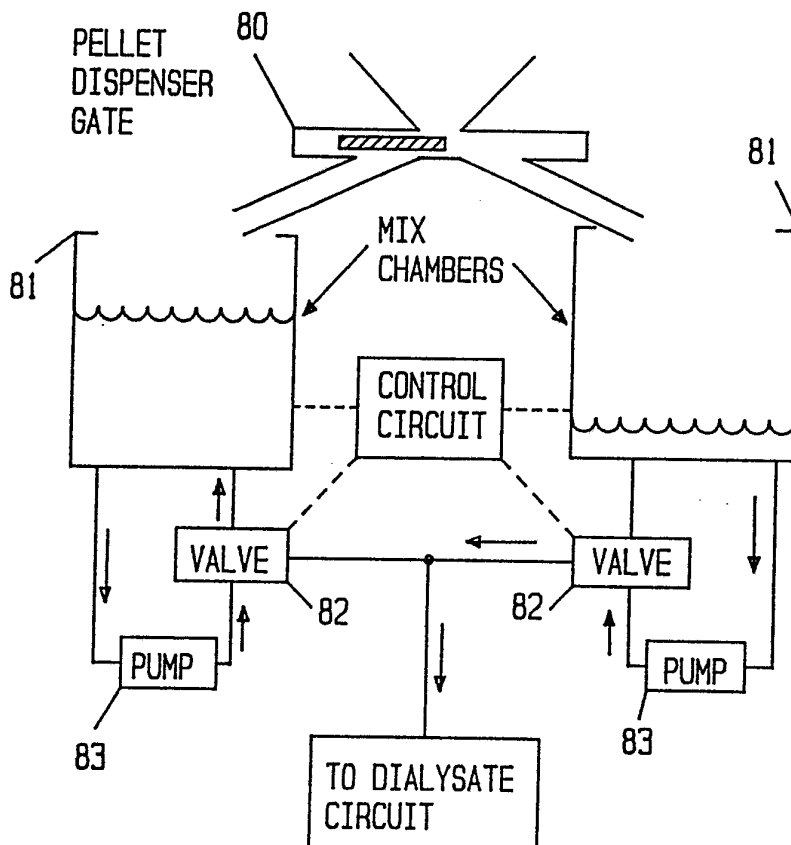 80
PELLET
DISPENSER
GATE
81
MIX
CHAMBERS
81
CONTROL
CIRCUIT
VALVE
82
VALVE
82
PUMP
83
PUMP
83
TO DIALYSATE
CIRCUIT